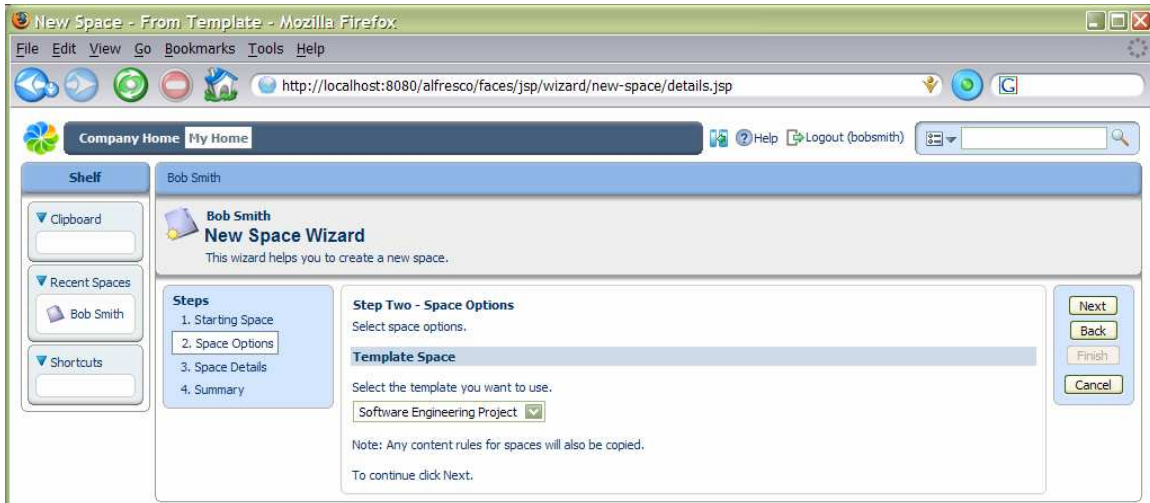 New Space - From Template - Mozilla Firefox
File Edit View Go Bookmarks Tools Help
http://localhost:8080/alfresco/faces/jsp/wizard/new-space/details.jsp
G
Company Home My Home
Help Logout (bobsmith)
Shelf
Clipboard
Recent Spaces
Bob Smith
Shortcuts
Bob Smith
Bob Smith
New Space Wizard
This wizard helps you to create a new space.
Steps
1. Starting Space
2. Space Options
3. Space Details
4. Summary
Step Two - Space Options
Select space options.
Template Space
Select the template you want to use.
Software Engineering Project
Note: Any content rules for spaces will also be copied.
To continue click Next.
Next
Back
Finish
Cancel